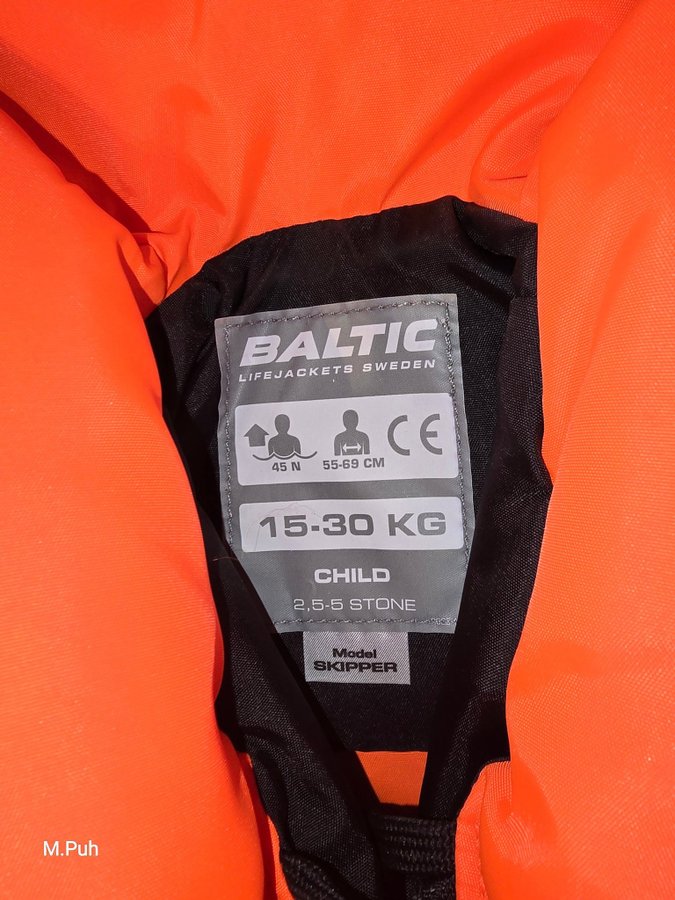 BALTIC
LIFEJACKETS SWEDEN
45 N
55-69 CM
CE
15-30 KG
CHILD
2,5-5 STONE
Model
SKIPPER
M.Puh